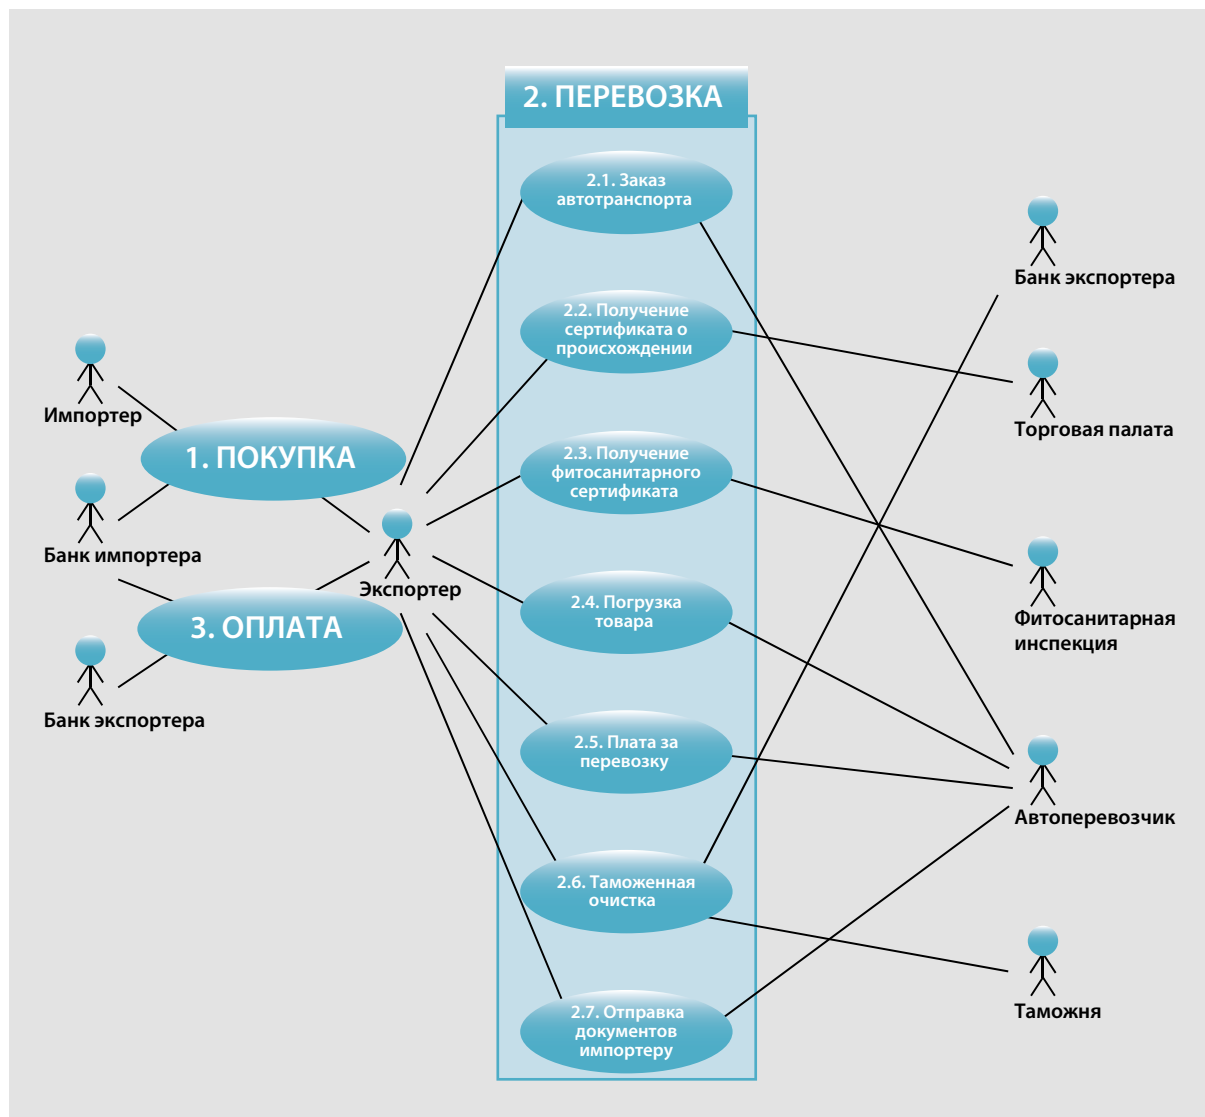 2. ПЕРЕВОЗКА
2.1. Заказ
автотранспорта
2.2. Получение
сертификата о
происхождении
2.3. Получение
фитосанитарного
сертификата
2.4. Погрузка
товара
2.5. Плата за
перевозку
2.6. Таможенная
очистка
2.7. Отправка
документов
импортеру
Импортер
1. ПОКУПКА
Банк импортера
Экспортер
3. ОПЛАТА
Банк экспортера
Банк экспортера
Торговая палата
Фитосанитарная
инспекция
Автоперевозчик
Таможня